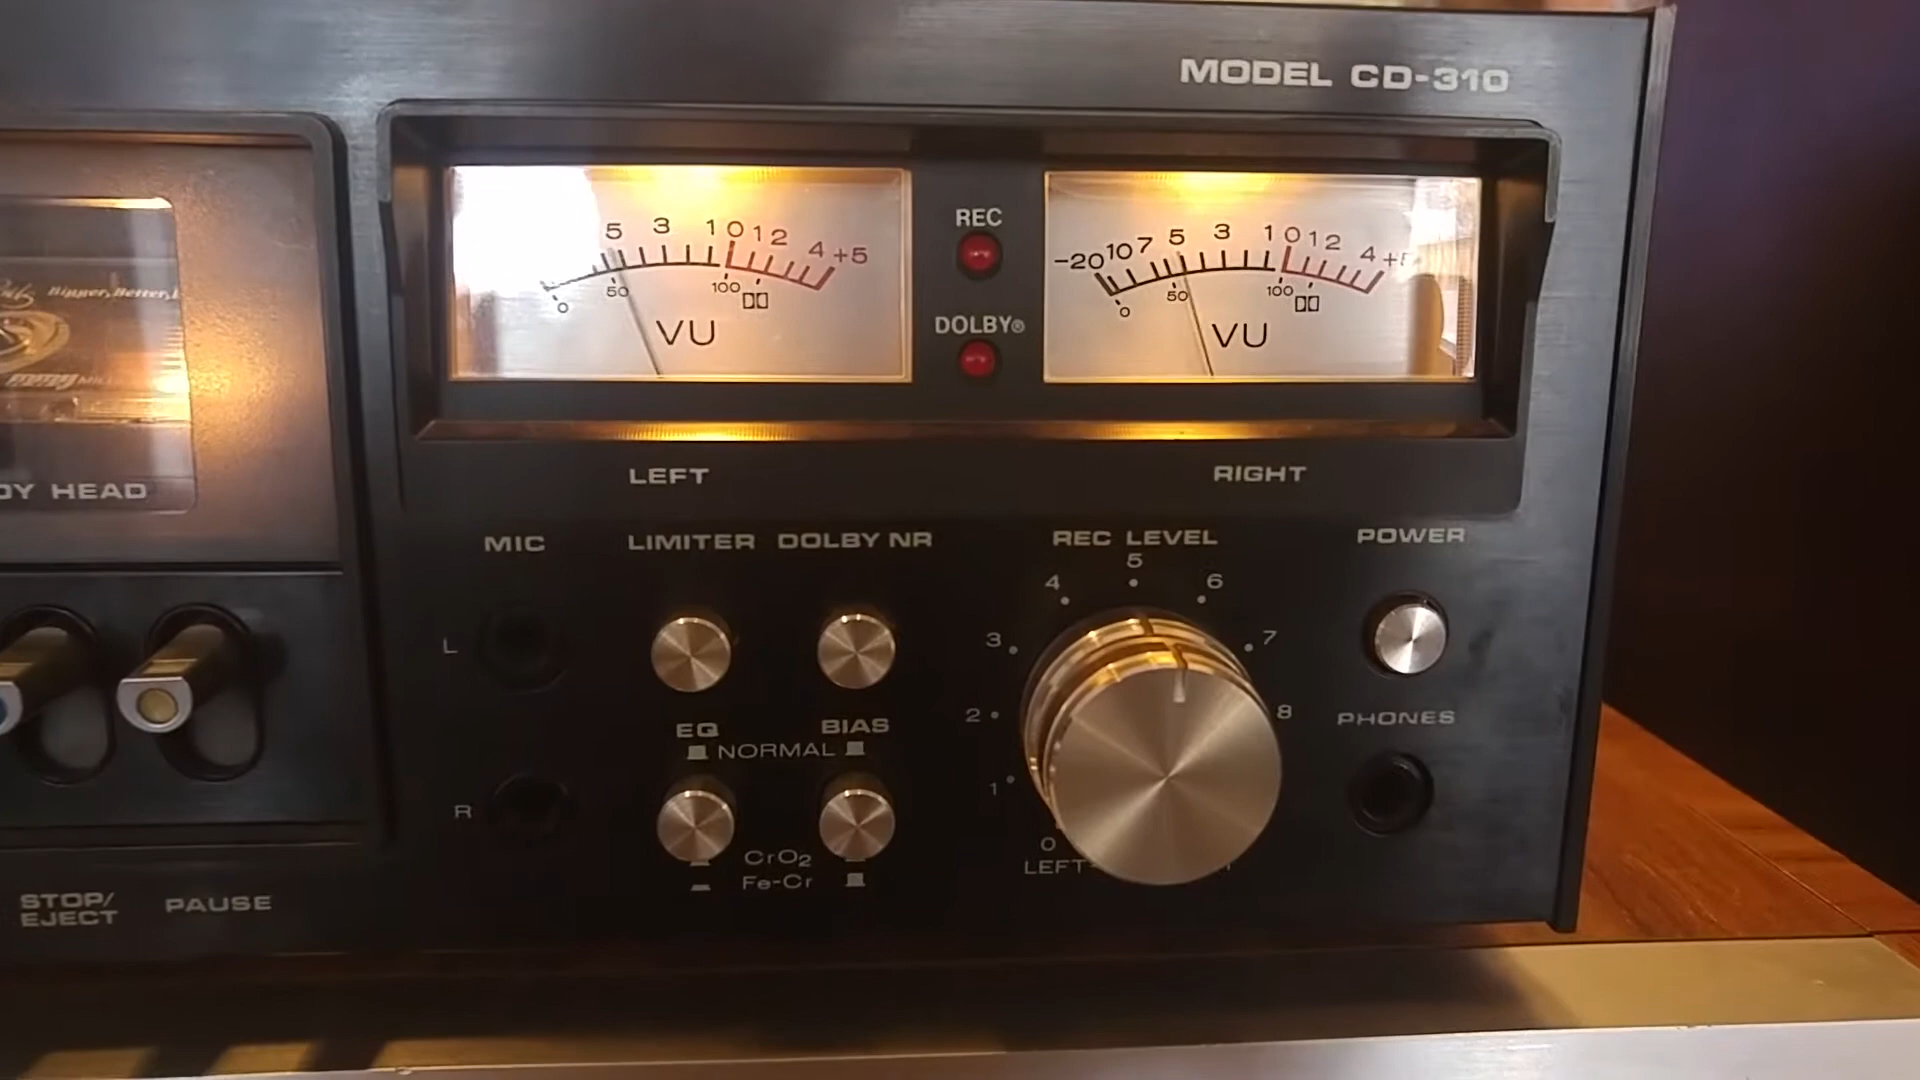 MODEL CD-310
5 3 1 0 1 2 4 +5
0 50 100
VU
REC
DOLBY®
-20 10 7 5 3 1 0 1 2 4
0 50 100
VU
Bigger, Better,
HEAD
LEFT
RIGHT
MIC
LIMITER
DOLBY NR
REC LEVEL
POWER
L
R
EQ
BIAS
NORMAL
CrO2
Fe-Cr
0 1 2 3 4 5 6 7 8
LEFT
PHONES
STOP/
EJECT
PAUSE